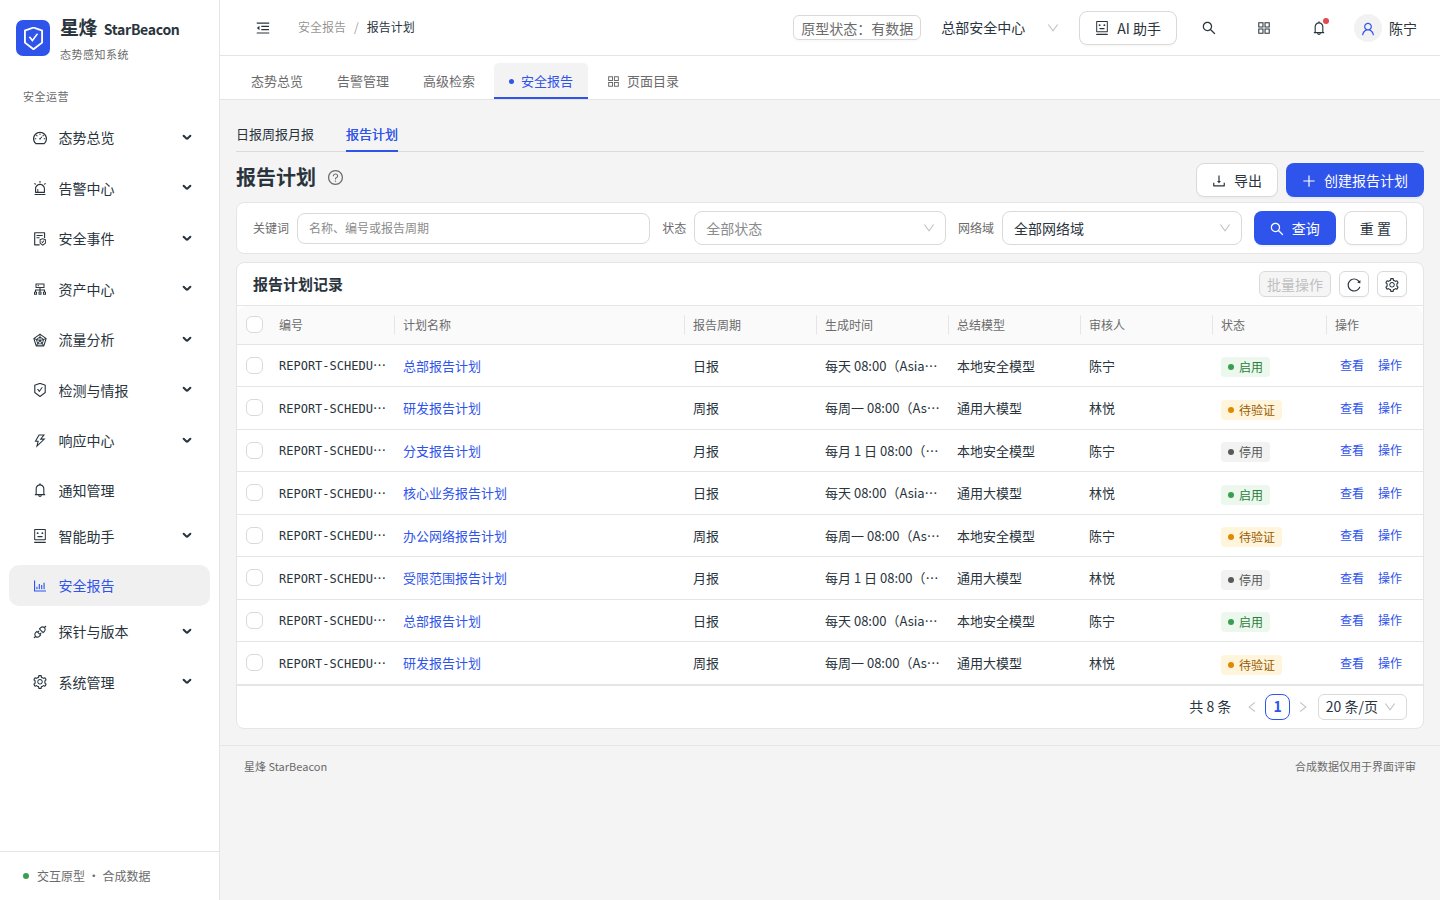 星烽 StarBeacon
态势感知系统
安全运营
态势总览
告警中心
安全事件
资产中心
流量分析
检测与情报
响应中心
通知管理
智能助手
安全报告
探针与版本
系统管理
交互原型 · 合成数据
安全报告 / 报告计划
原型状态：有数据
总部安全中心
AI 助手
陈宁
态势总览 告警管理 高级检索 安全报告 页面目录
日报周报月报 报告计划
报告计划
导出 创建报告计划
关键词 名称、编号或报告周期 状态 全部状态 网络域 全部网络域 查询 重 置
报告计划记录
批量操作
编号 计划名称 报告周期 生成时间 总结模型 审核人 状态 操作
REPORT-SCHEDU… 总部报告计划 日报 每天 08:00（Asia… 本地安全模型 陈宁 启用 查看 操作
REPORT-SCHEDU… 研发报告计划 周报 每周一 08:00（As… 通用大模型 林悦 待验证 查看 操作
REPORT-SCHEDU… 分支报告计划 月报 每月 1 日 08:00（… 本地安全模型 陈宁 停用 查看 操作
REPORT-SCHEDU… 核心业务报告计划 日报 每天 08:00（Asia… 通用大模型 林悦 启用 查看 操作
REPORT-SCHEDU… 办公网络报告计划 周报 每周一 08:00（As… 本地安全模型 陈宁 待验证 查看 操作
REPORT-SCHEDU… 受限范围报告计划 月报 每月 1 日 08:00（… 通用大模型 林悦 停用 查看 操作
REPORT-SCHEDU… 总部报告计划 日报 每天 08:00（Asia… 本地安全模型 陈宁 启用 查看 操作
REPORT-SCHEDU… 研发报告计划 周报 每周一 08:00（As… 通用大模型 林悦 待验证 查看 操作
共 8 条 1 20 条/页
星烽 StarBeacon
合成数据仅用于界面评审